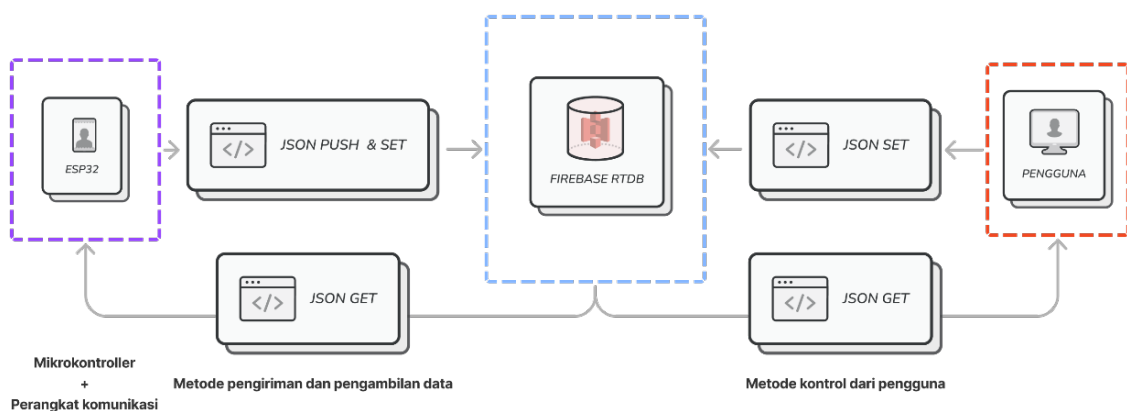 ESP32
JSON PUSH & SET
FIREBASE RTDB
JSON SET
PENGGUNA
JSON GET
JSON GET
Mikrokontroller
+
Perangkat komunikasi
Metode pengiriman dan pengambilan data
Metode kontrol dari pengguna